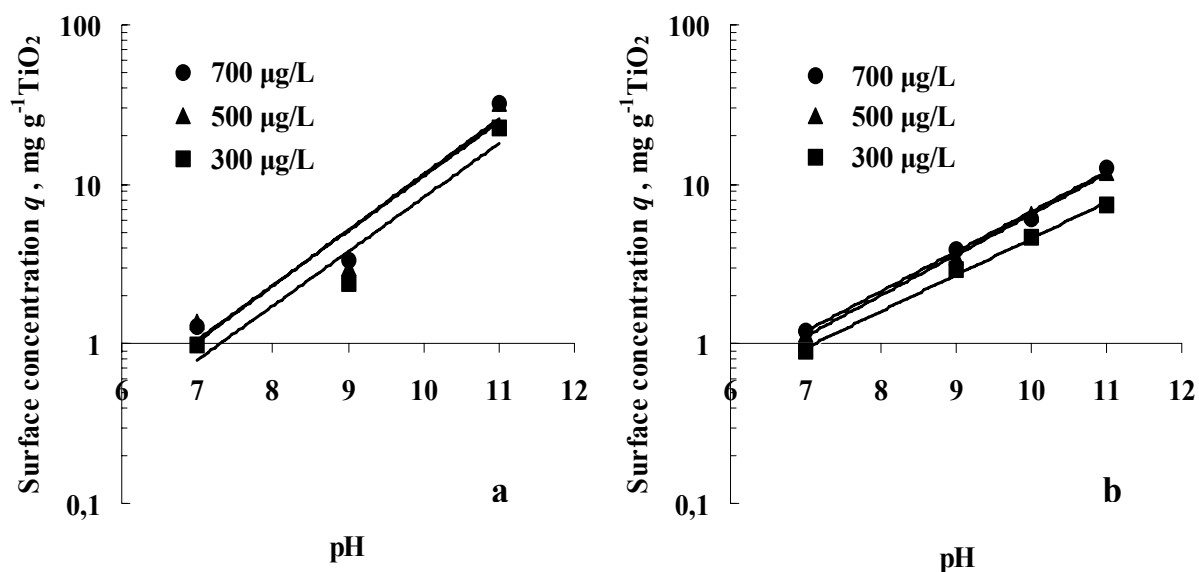 Surface concentration q , mg g⁻¹TiO₂
100
10
1
0,1
6 7 8 9 10 11 12
700 µg/L
500 µg/L
300 µg/L
a
pH
Surface concentration q , mg g⁻¹TiO₂
100
10
1
0,1
6 7 8 9 10 11 12
700 µg/L
500 µg/L
300 µg/L
b
pH